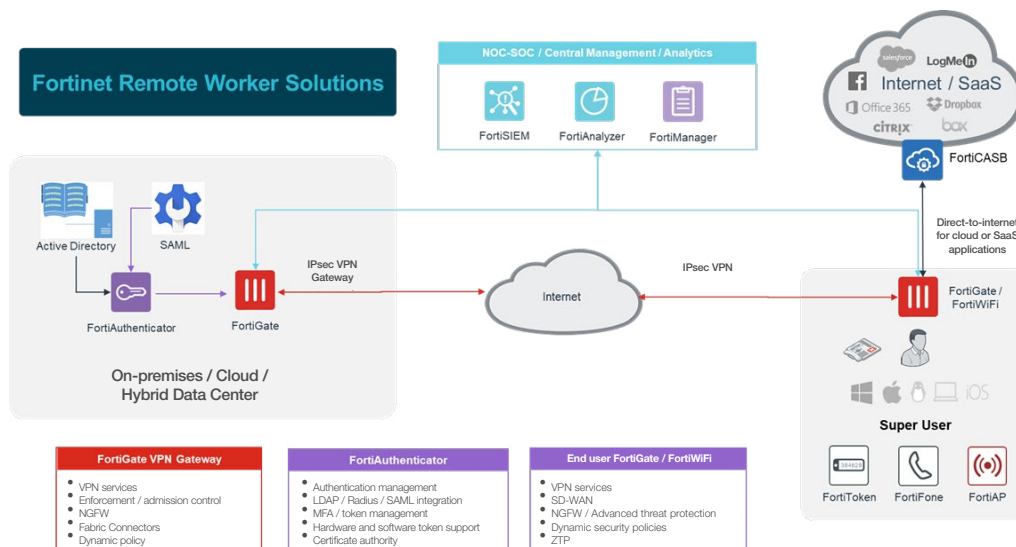 Fortinet Remote Worker Solutions
NOC-SOC / Central Management / Analytics
FortiSIEM
FortiAnalyzer
FortiManager
salesforce
LogMeIn
Internet / SaaS
Office 365
Dropbox
CITRIX
box
FortiCASB
Direct-to-internet
for cloud or SaaS
applications
Active Directory
SAML
FortiAuthenticator
FortiGate
IPsec VPN
Gateway
Internet
IPsec VPN
FortiGate /
FortiWiFi
On-premises / Cloud /
Hybrid Data Center
iOS
Super User
384629
FortiToken
FortiFone
FortiAP
FortiGate VPN Gateway
• VPN services
• Enforcement / admission control
• NGFW
• Fabric Connectors
• Dynamic policy
FortiAuthenticator
• Authentication management
• LDAP / Radius / SAML integration
• MFA / token management
• Hardware and software token support
• Certificate authority
End user FortiGate / FortiWiFi
• VPN services
• SD-WAN
• NGFW / Advanced threat protection
• Dynamic security policies
• ZTP